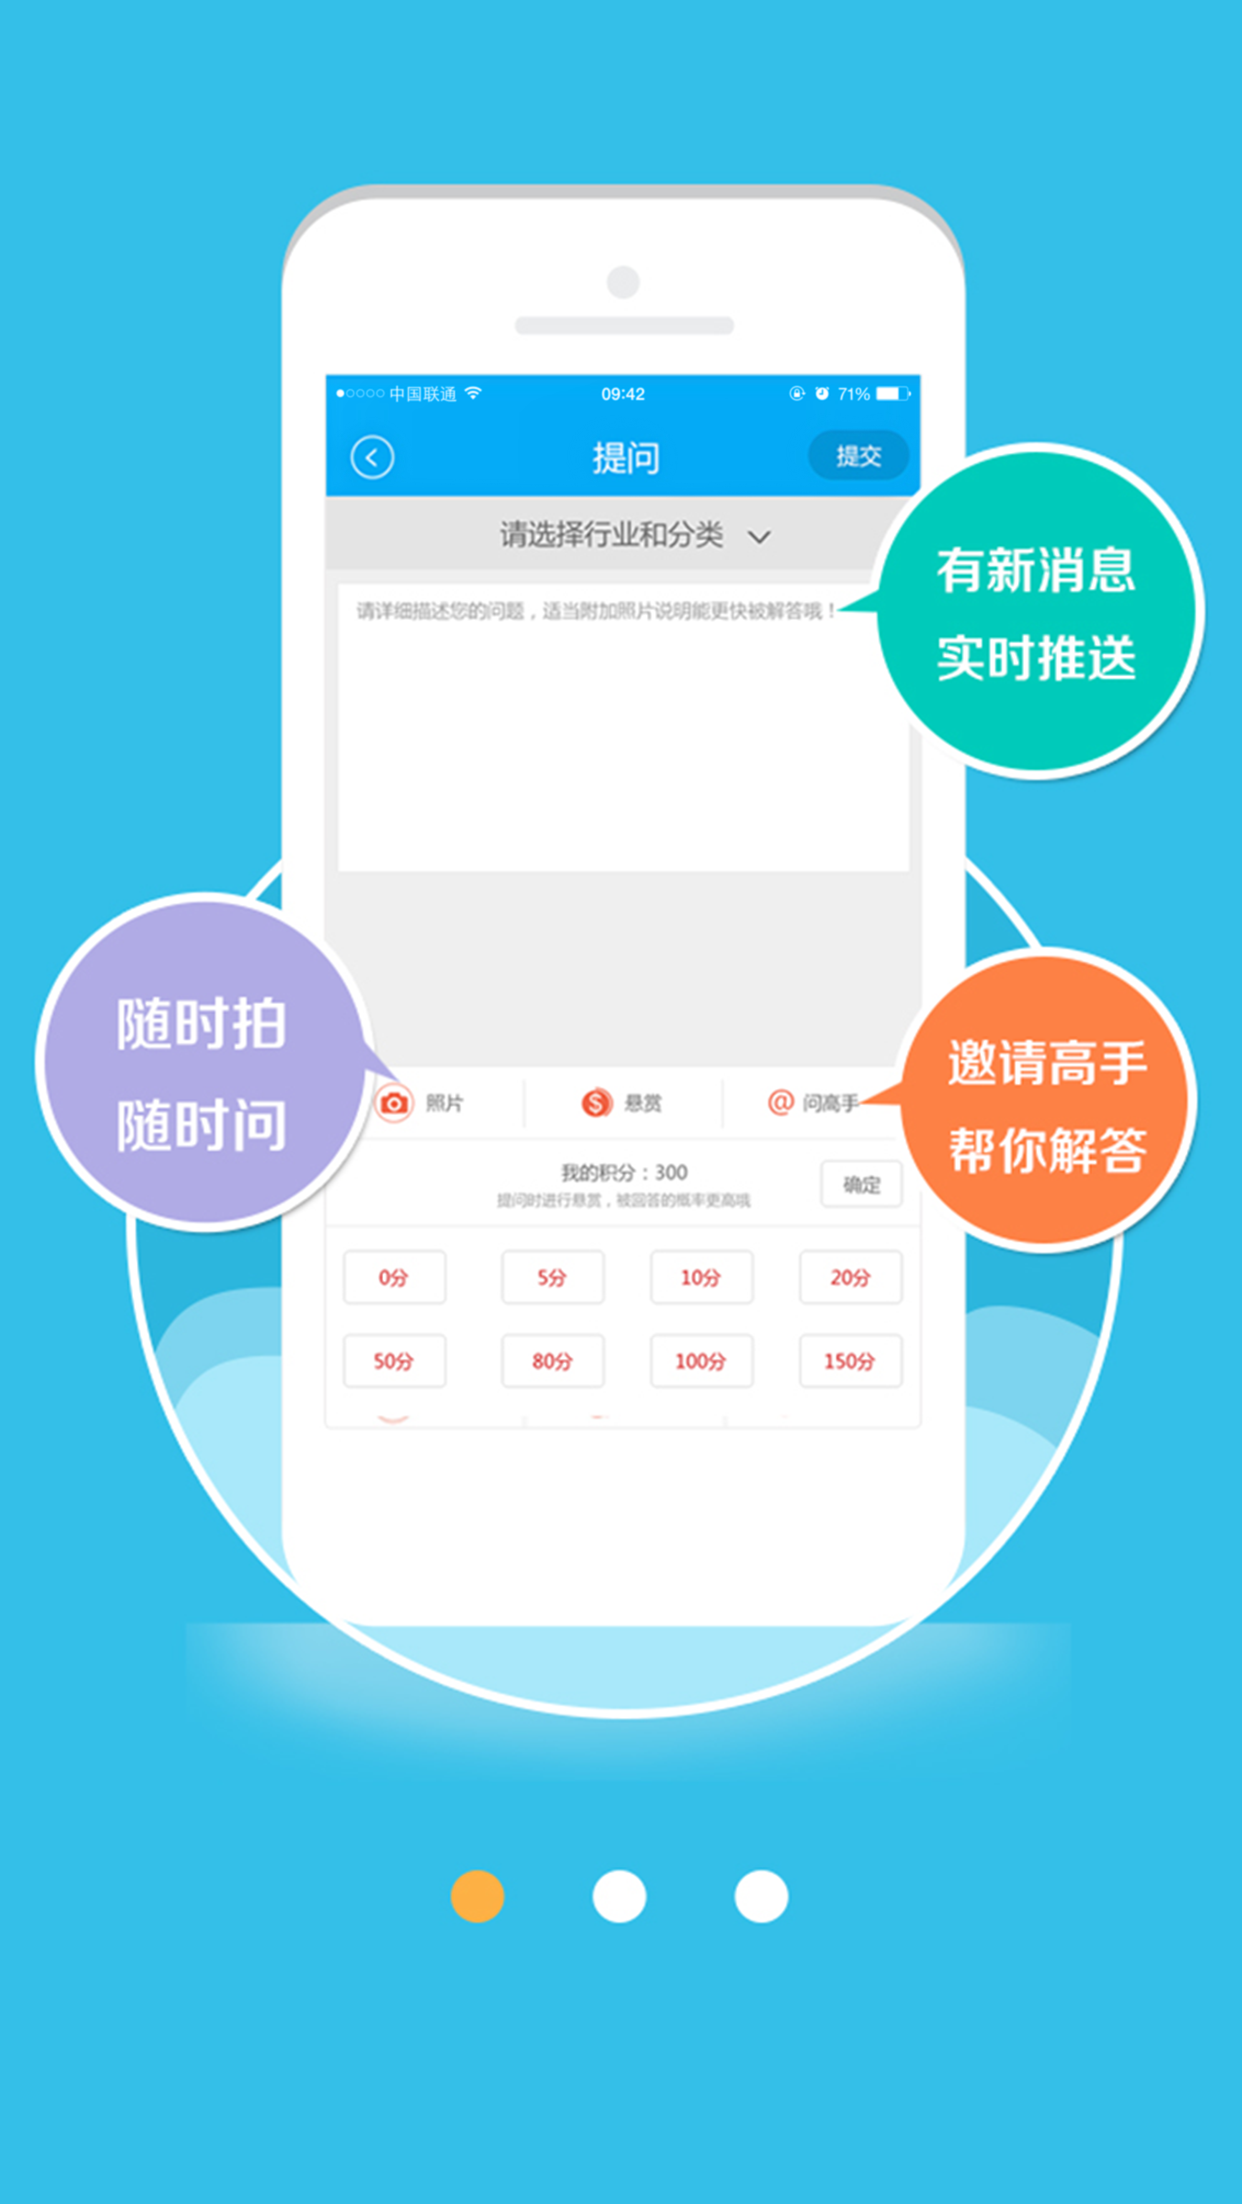 中国联通
09:42
71%
提问
提交
请选择行业和分类
请详细描述您的问题，适当附加照片说明能更快被解答哦！
有新消息
实时推送
随时拍
随时问
照片
悬赏
@ 问高手
邀请高手
帮你解答
我的积分：300
提问时进行悬赏，被回答的概率更高哦
确定
0分
5分
10分
20分
50分
80分
100分
150分